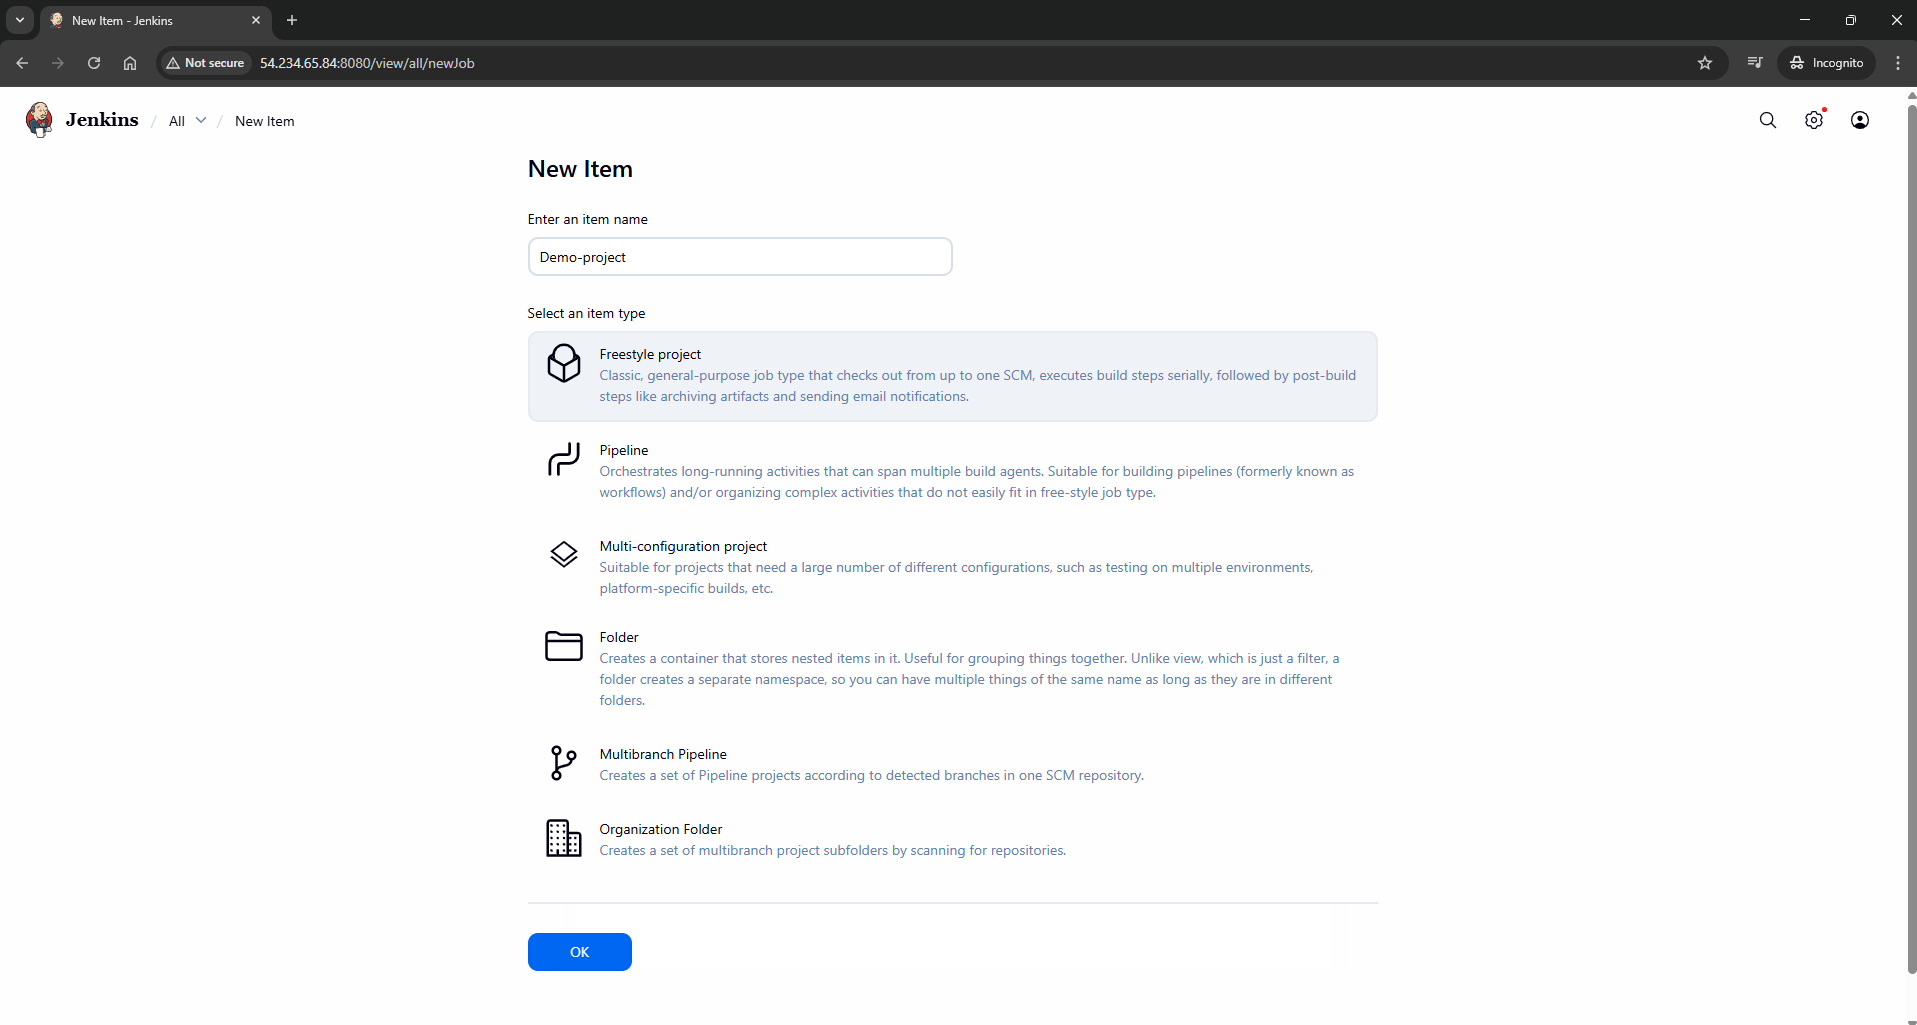 New Item - Jenkins
Not secure
54.234.65.84:8080/view/all/newJob
Incognito
Jenkins / All / New Item
New Item
Enter an item name
Demo-project
Select an item type
Freestyle project
Classic, general-purpose job type that checks out from up to one SCM, executes build steps serially, followed by post-build
steps like archiving artifacts and sending email notifications.
Pipeline
Orchestrates long-running activities that can span multiple build agents. Suitable for building pipelines (formerly known as
workflows) and/or organizing complex activities that do not easily fit in free-style job type.
Multi-configuration project
Suitable for projects that need a large number of different configurations, such as testing on multiple environments,
platform-specific builds, etc.
Folder
Creates a container that stores nested items in it. Useful for grouping things together. Unlike view, which is just a filter, a
folder creates a separate namespace, so you can have multiple things of the same name as long as they are in different
folders.
Multibranch Pipeline
Creates a set of Pipeline projects according to detected branches in one SCM repository.
Organization Folder
Creates a set of multibranch project subfolders by scanning for repositories.
OK